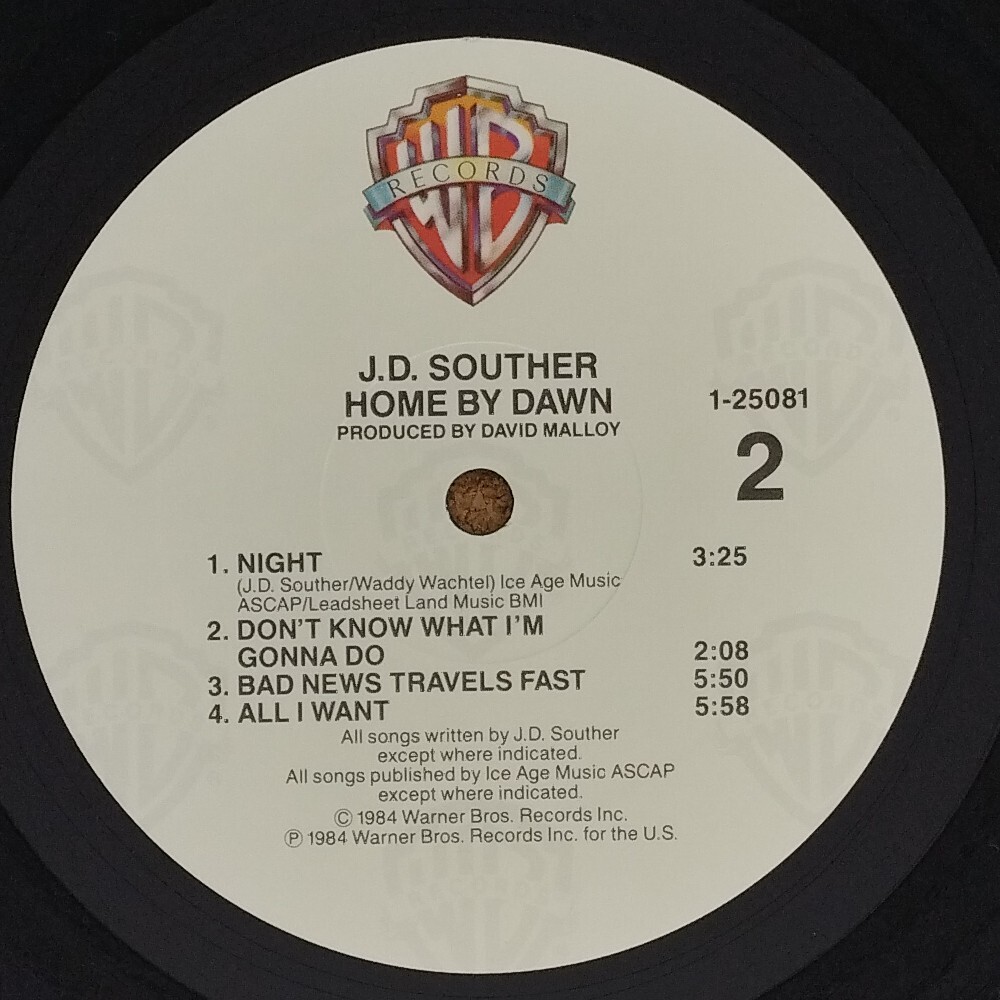 WB
RECORDS
J.D. SOUTHER
HOME BY DAWN
1-25081
PRODUCED BY DAVID MALLOY
2
1. NIGHT 3:25
(J.D. Souther/Waddy Wachtel) Ice Age Music
ASCAP/Leadsheet Land Music BMI
2. DON'T KNOW WHAT I'M
GONNA DO 2:08
3. BAD NEWS TRAVELS FAST 5:50
4. ALL I WANT 5:58
All songs written by J.D. Souther
except where indicated.
All songs published by Ice Age Music ASCAP
except where indicated.
© 1984 Warner Bros. Records Inc.
℗ 1984 Warner Bros. Records Inc. for the U.S.